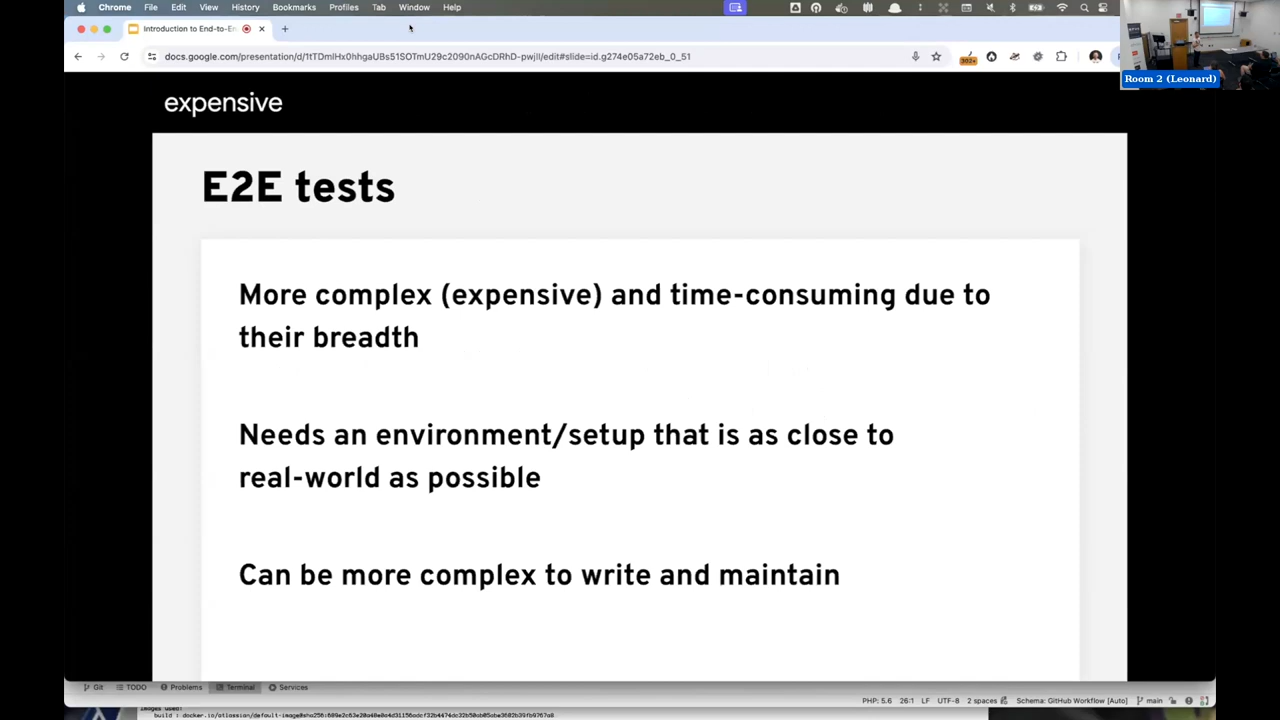 Chrome File Edit View History Bookmarks Profiles Tab Window Help
Introduction to End-to-En
docs.google.com/presentation/d/1tTDmlHx0hhgaUBs51SOTmU29c2090nAGcDRhD-pwjlI/edit#slide=id.g274e05a72eb_0_51
Room 2 (Leonard)
expensive
E2E tests
More complex (expensive) and time-consuming due to
their breadth
Needs an environment/setup that is as close to
real-world as possible
Can be more complex to write and maintain
Git TODO Problems Terminal Services
PHP: 5.6 26:1 LF UTF-8 2 spaces Schema: GitHub Workflow [Auto] main